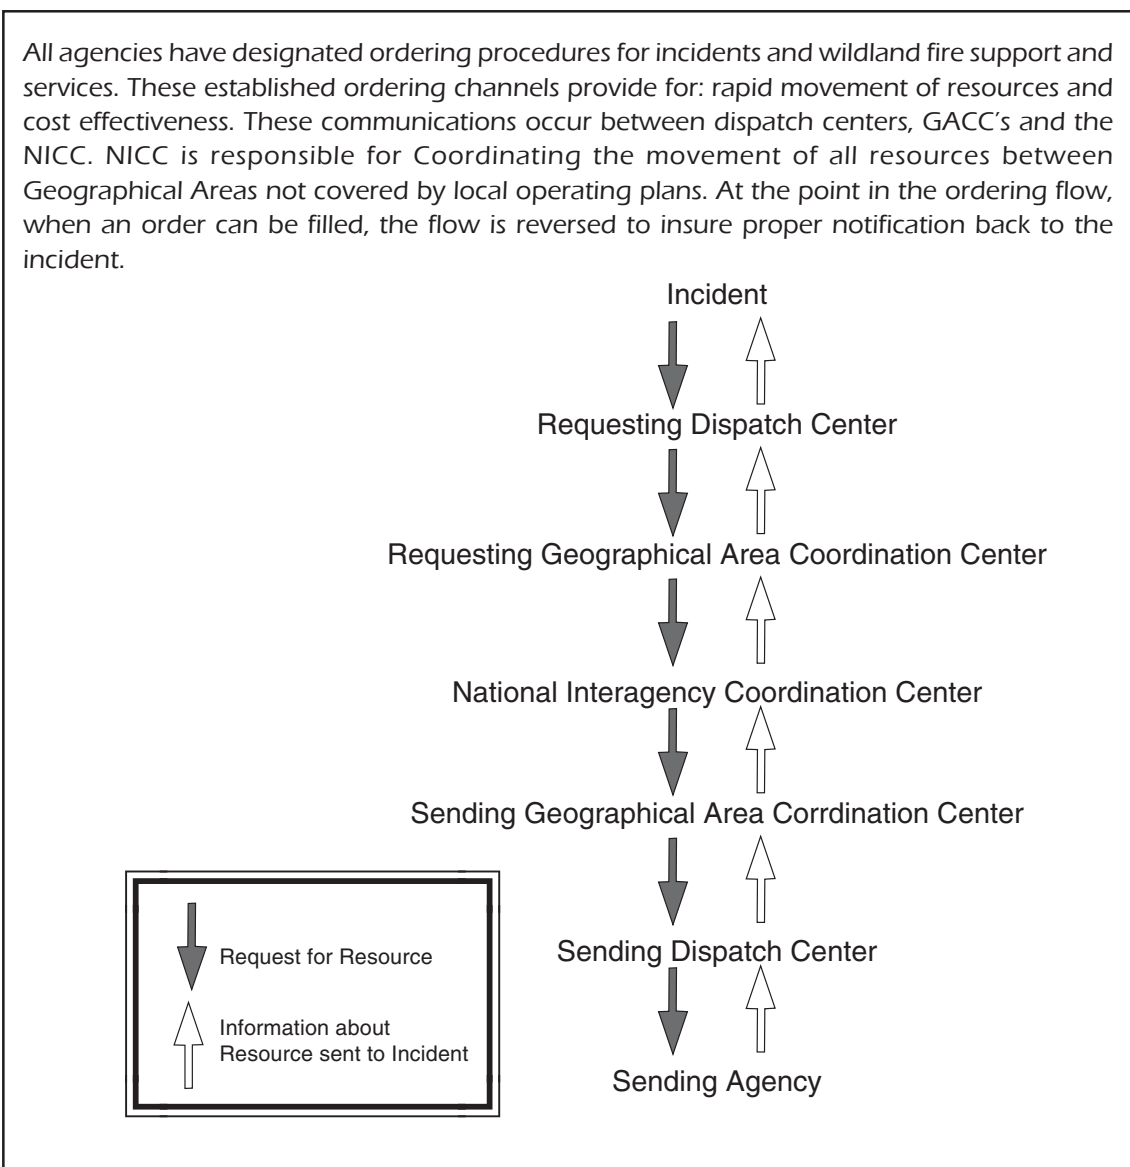 All agencies have designated ordering procedures for incidents and wildland fire support and
services. These established ordering channels provide for: rapid movement of resources and
cost effectiveness. These communications occur between dispatch centers, GACC's and the
NICC. NICC is responsible for Coordinating the movement of all resources between
Geographical Areas not covered by local operating plans. At the point in the ordering flow,
when an order can be filled, the flow is reversed to insure proper notification back to the
incident.
Incident
Requesting Dispatch Center
Requesting Geographical Area Coordination Center
National Interagency Coordination Center
Sending Geographical Area Corrdination Center
Sending Dispatch Center
Sending Agency
Request for Resource
Information about
Resource sent to Incident